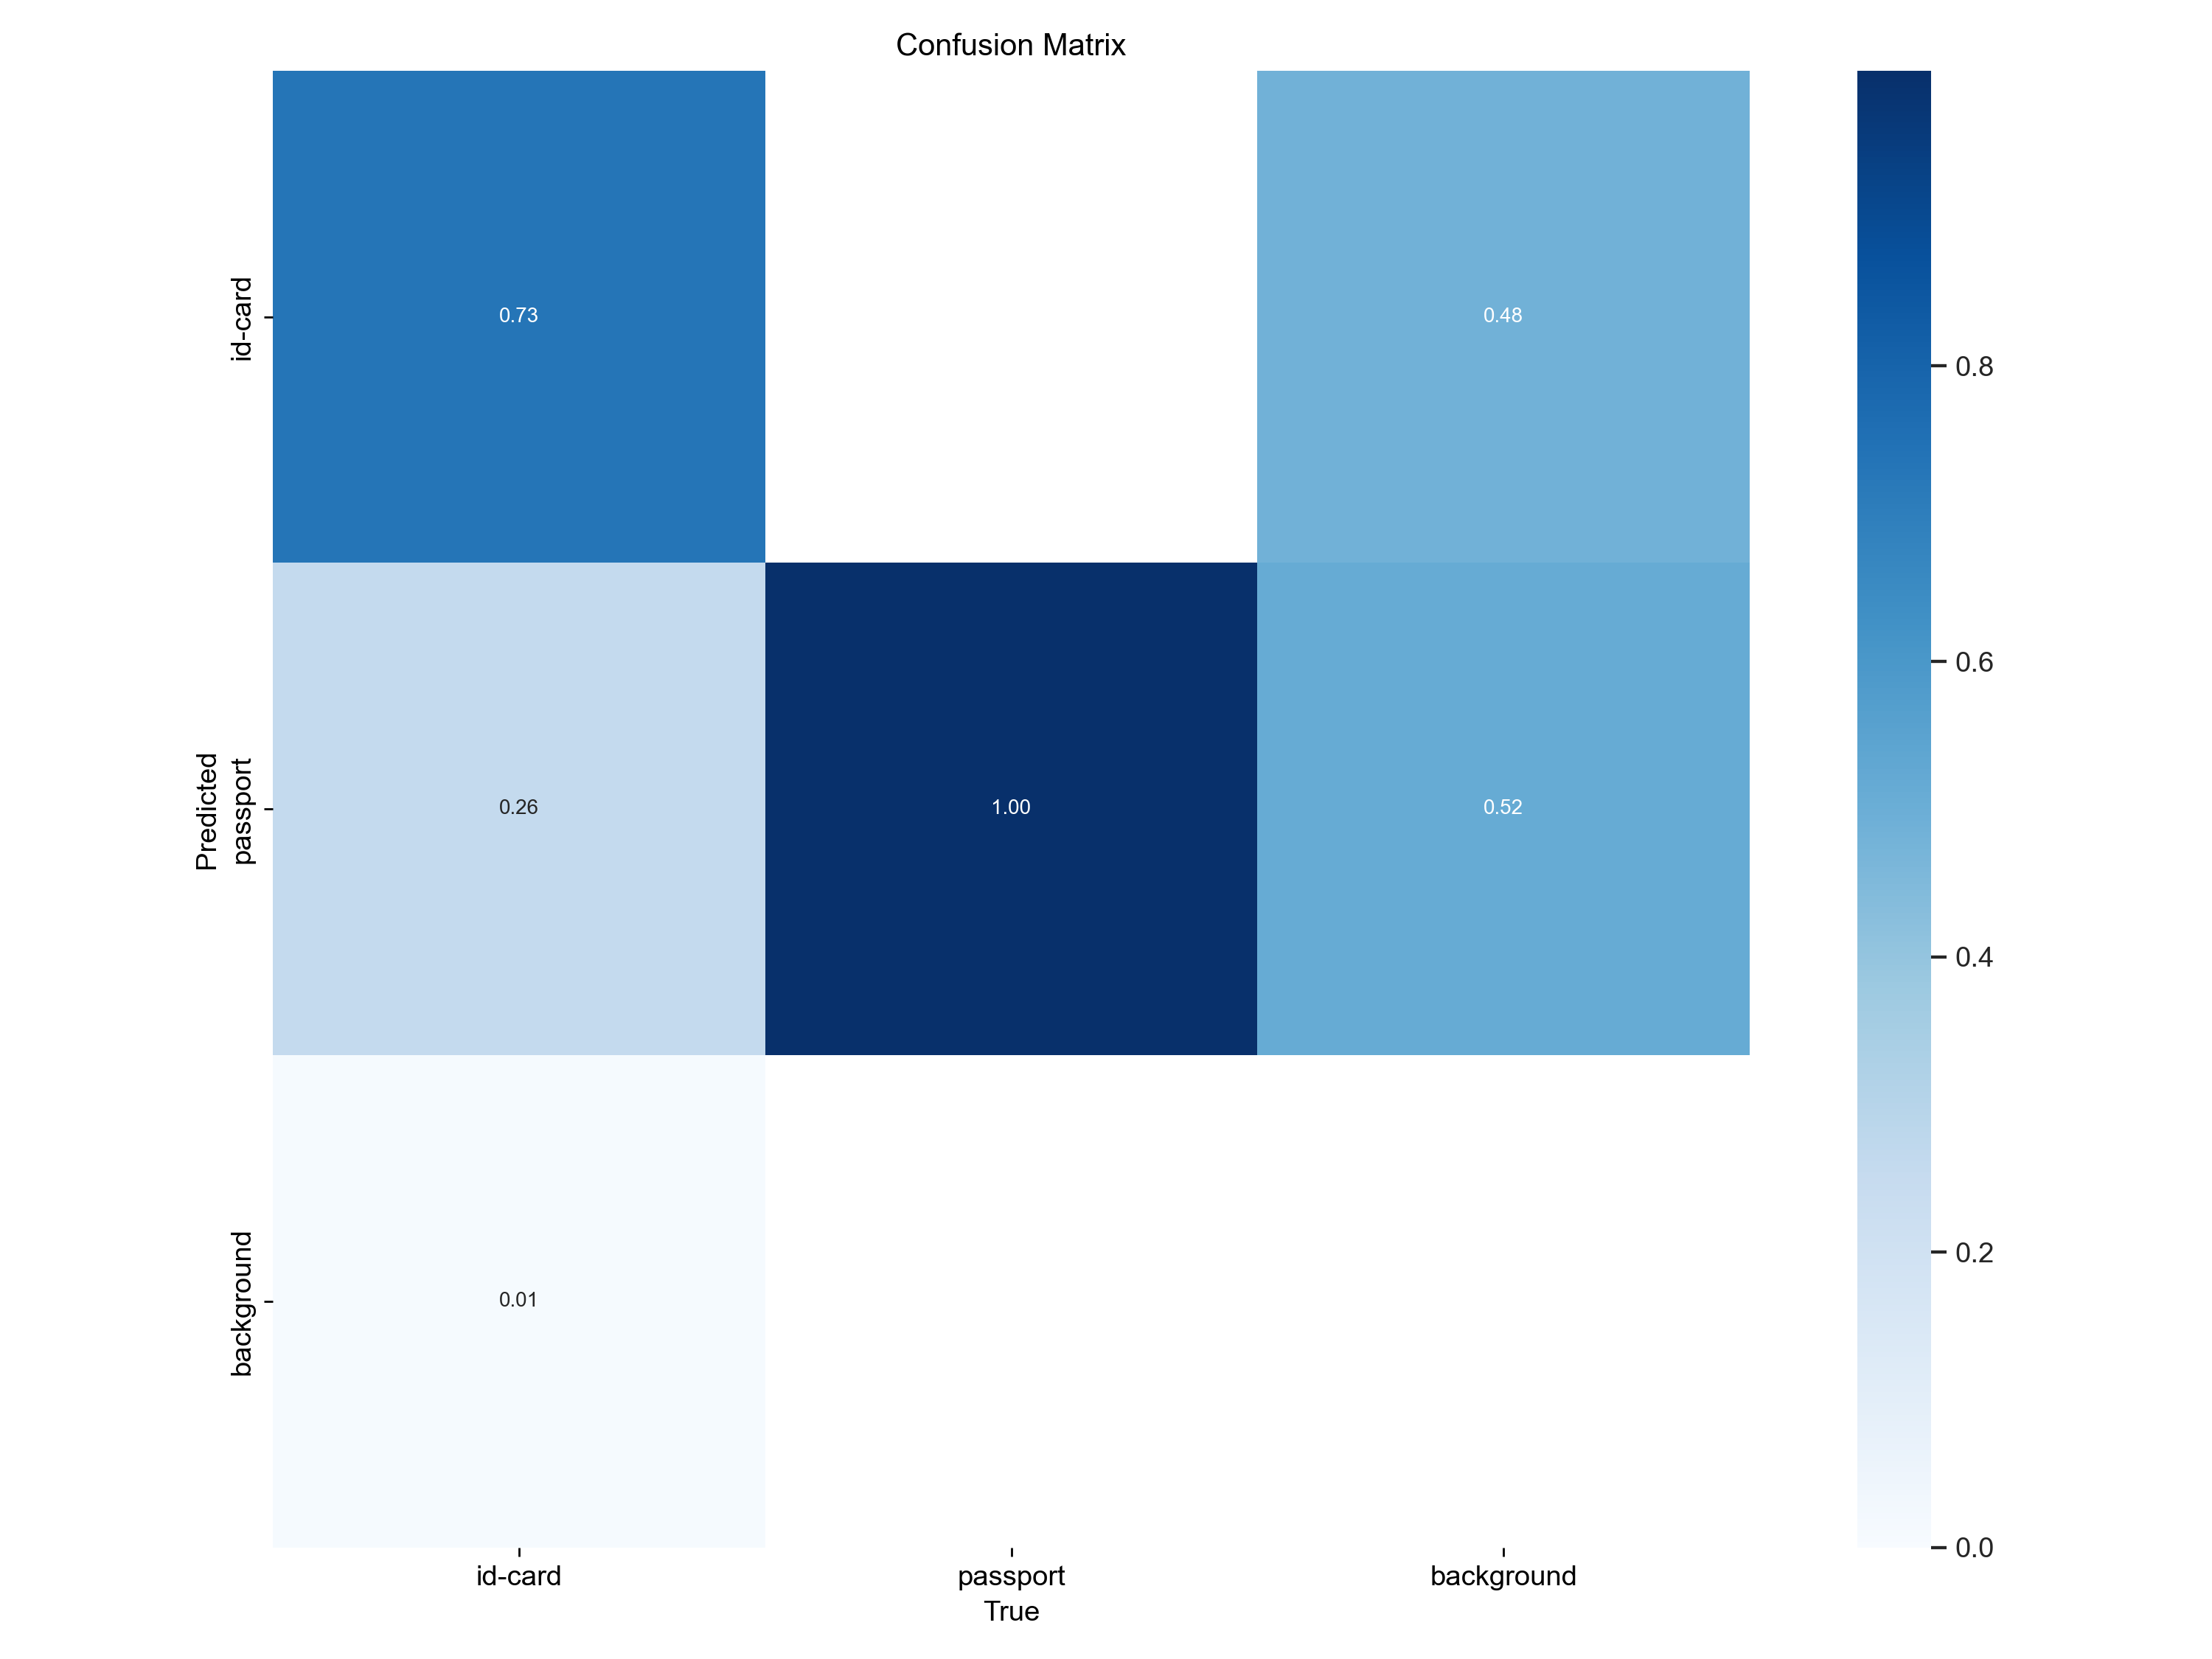 Confusion Matrix
id-card
passport
background
Predicted
0.73
0.48
0.26
1.00
0.52
0.01
id-card
passport
background
True
0.8
0.6
0.4
0.2
0.0